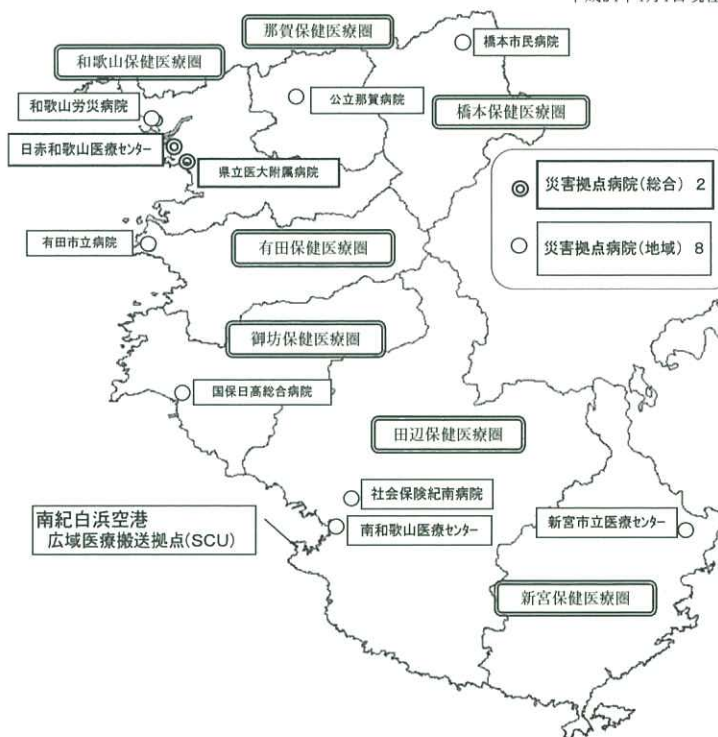 那賀保健医療圏
橋本市民病院
和歌山保健医療圏
公立那賀病院
橋本保健医療圏
和歌山労災病院
日赤和歌山医療センター
県立医大附属病院
災害拠点病院(総合) 2
災害拠点病院(地域) 8
有田市立病院
有田保健医療圏
御坊保健医療圏
国保日高総合病院
田辺保健医療圏
社会保険紀南病院
南紀白浜空港
広域医療搬送拠点(SCU)
南和歌山医療センター
新宮市立医療センター
新宮保健医療圏